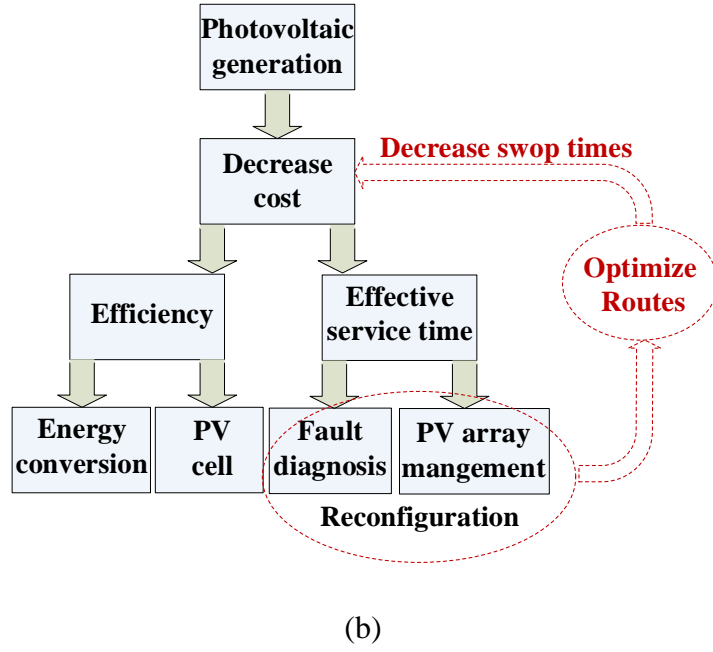 Photovoltaic
generation
Decrease swop times
Decrease
cost
Optimize
Routes
Efficiency
Effective
service time
Energy
conversion
PV
cell
Fault
diagnosis
PV array
mangement
Reconfiguration
(b)